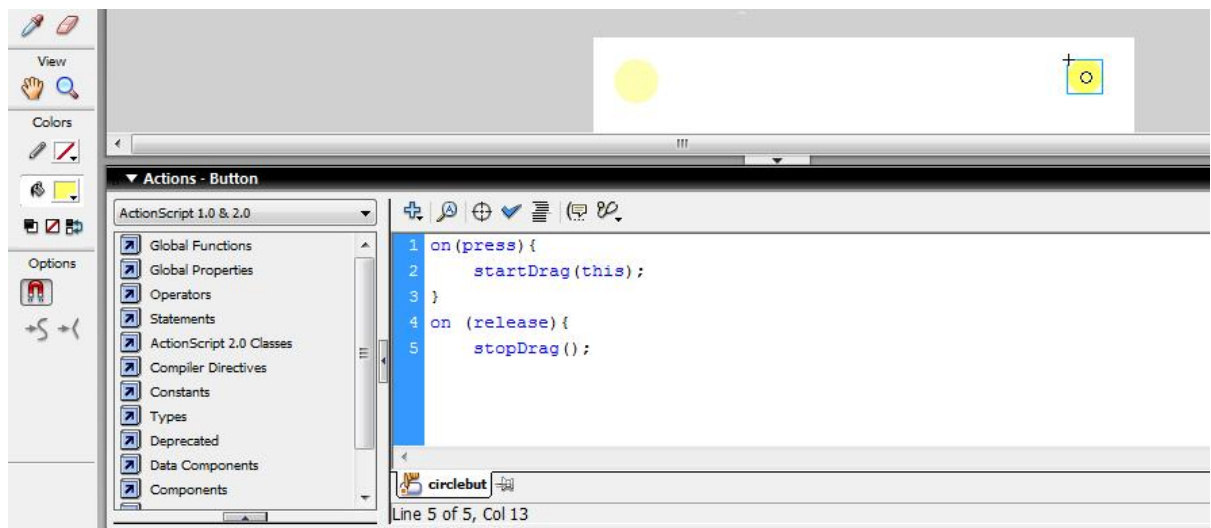 View
Colors
Options
▼ Actions - Button
ActionScript 1.0 & 2.0
Global Functions
Global Properties
Operators
Statements
ActionScript 2.0 Classes
Compiler Directives
Constants
Types
Deprecated
Data Components
Components
1 on(press){
2 startDrag(this);
3 }
4 on (release){
5 stopDrag();
circlebut
Line 5 of 5, Col 13